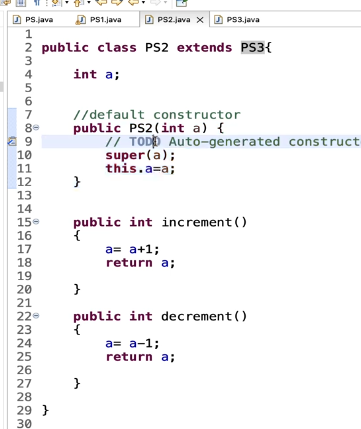 PS.java PS1.java PS2.java PS3.java
1
2 public class PS2 extends PS3{
3
4 int a;
5
6
7 //default constructor
8 public PS2(int a) {
9 // TODO Auto-generated construct
10 super(a);
11 this.a=a;
12 }
13
14
15 public int increment()
16 {
17 a= a+1;
18 return a;
19
20 }
21
22 public int decrement()
23 {
24 a= a-1;
25 return a;
26
27 }
28
29 }
30